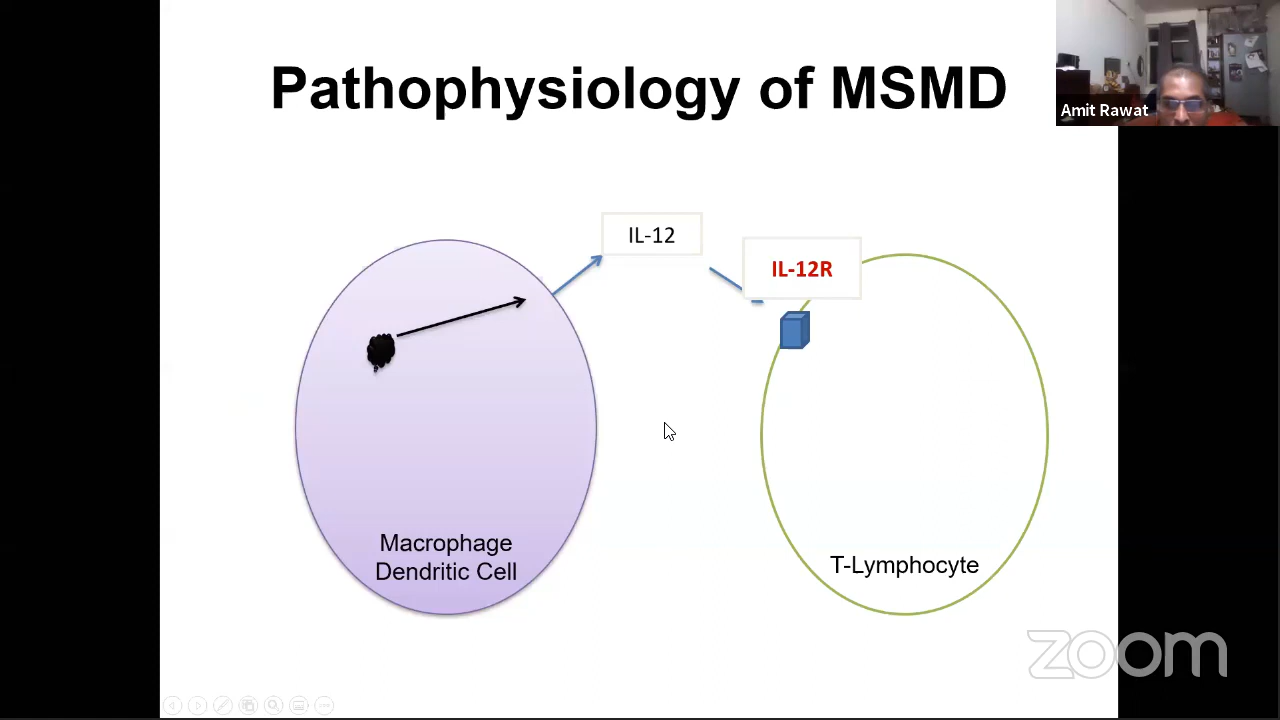 Pathophysiology of MSMD
Amit Rawat
IL-12
IL-12R
Macrophage
Dendritic Cell
T-Lymphocyte
zoom